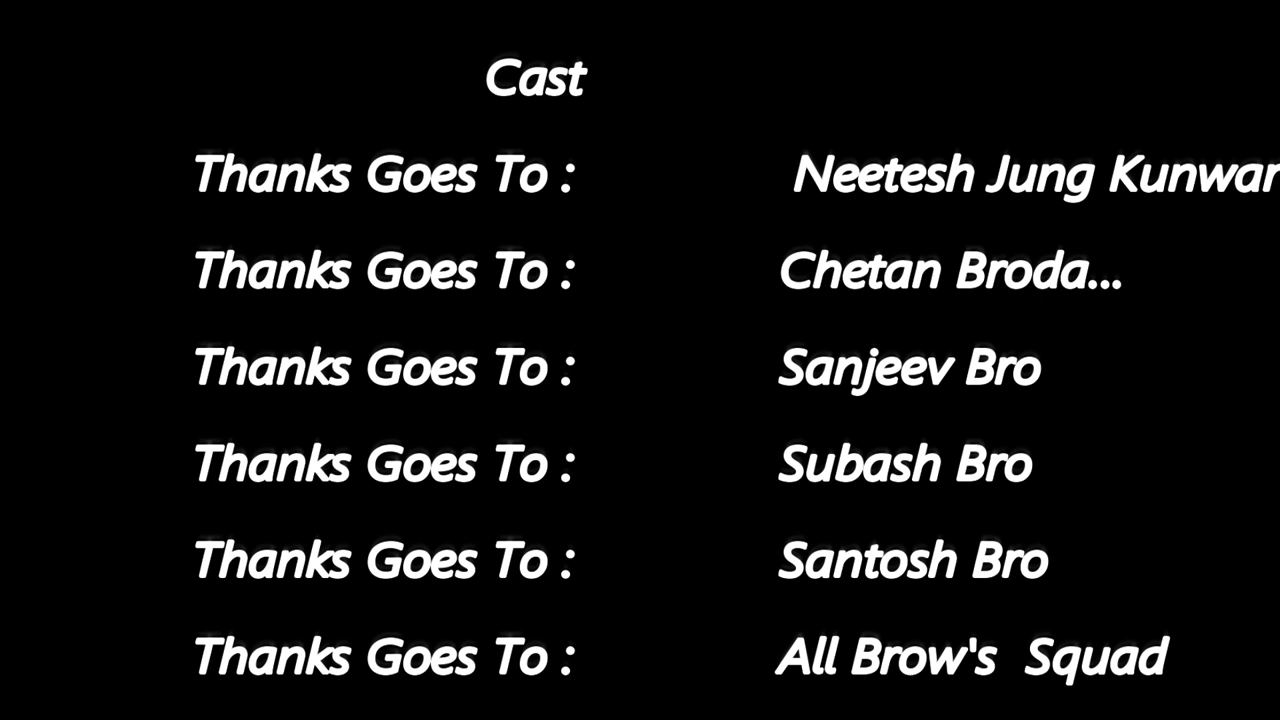 Cast
Thanks Goes To : Neetesh Jung Kunwar
Thanks Goes To : Chetan Broda...
Thanks Goes To : Sanjeev Bro
Thanks Goes To : Subash Bro
Thanks Goes To : Santosh Bro
Thanks Goes To : All Brow's Squad